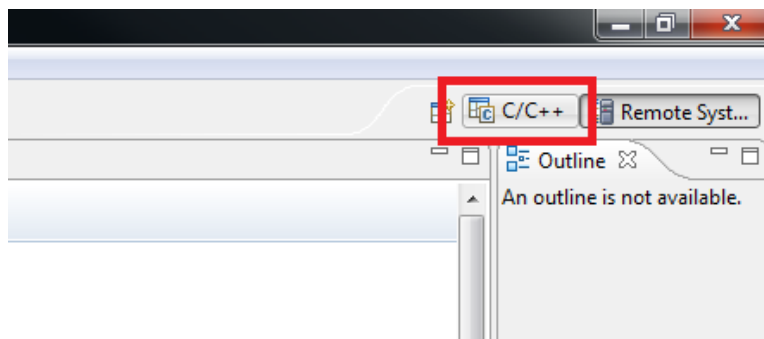 C/C++ Remote Syst...
Outline
An outline is not available.